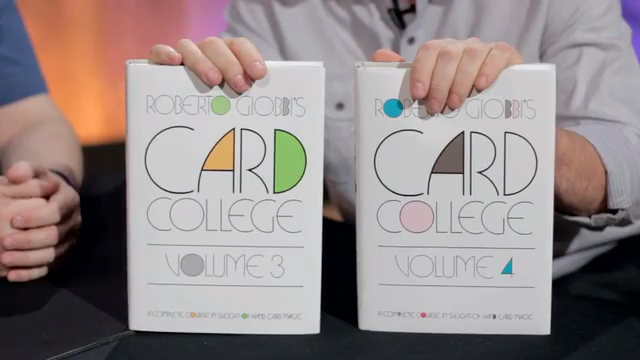 ROBERTO GIOBBI'S
CARD
COLLEGE
VOLUME 3
A COMPLETE COURSE IN SLEIGHT OF HAND CARD MAGIC
ROBERTO GIOBBI'S
CARD
COLLEGE
VOLUME 4
A COMPLETE COURSE IN SLEIGHT OF HAND CARD MAGIC